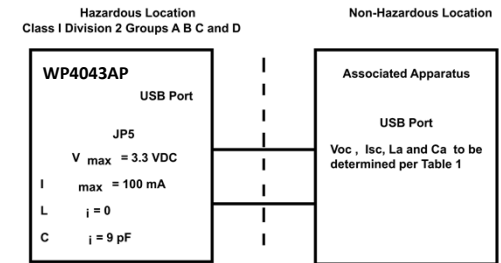 Hazardous Location
Class I Division 2 Groups A B C and D
Non-Hazardous Location
WP4043AP
USB Port
JP5
V max = 3.3 VDC
I max = 100 mA
L i = 0
C i = 9 pF
Associated Apparatus
USB Port
Voc , Isc, La and Ca to be
determined per Table 1